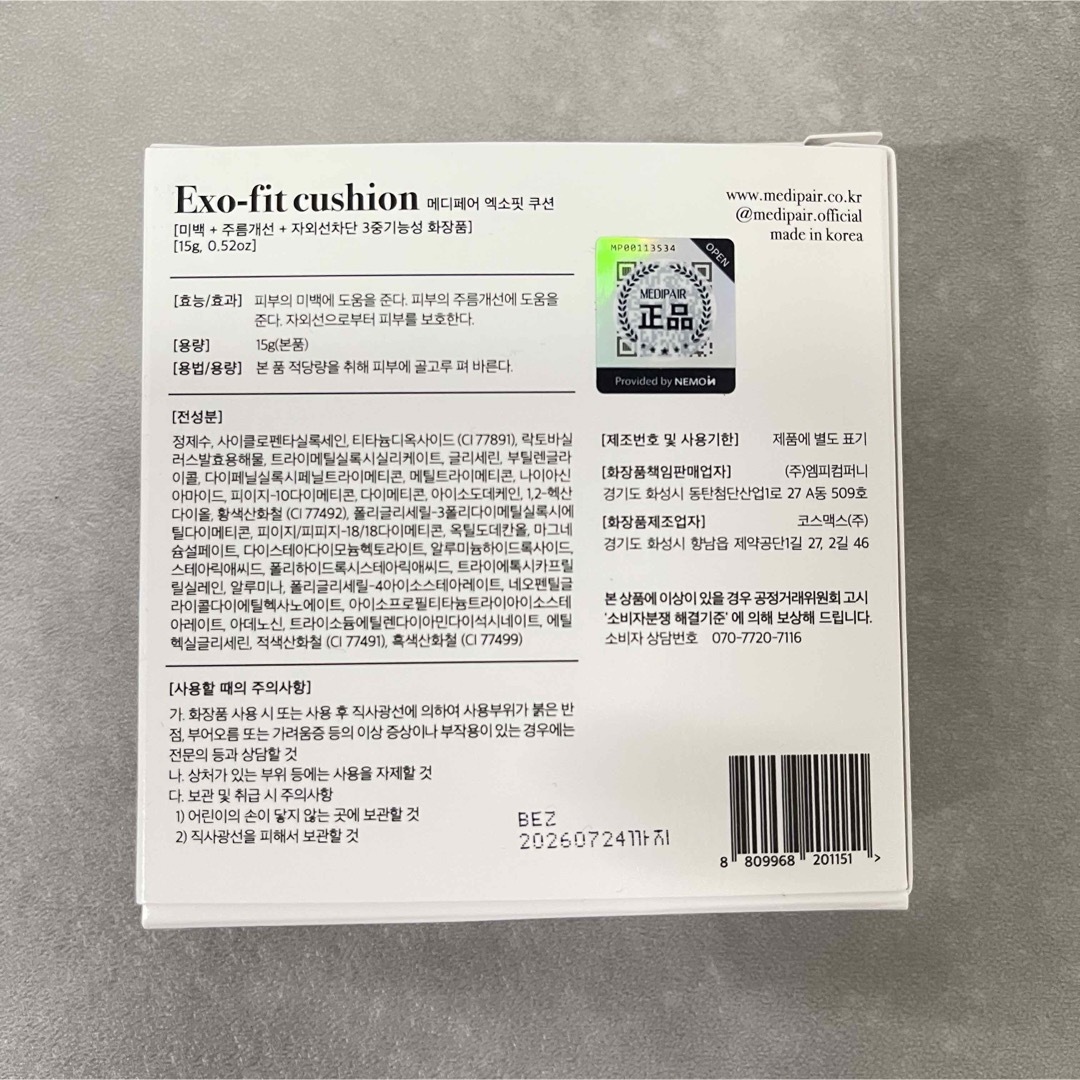 Exo-fit cushion 메디페어 엑소핏 쿠션
[미백 + 주름개선 + 자외선차단 3중기능성 화장품]
[15g, 0.52oz]
www.medipair.co.kr
@medipair.official
made in korea
[효능/효과] 피부의 미백에 도움을 준다. 피부의 주름개선에 도움을
준다. 자외선으로부터 피부를 보호한다.
[용량] 15g(본품)
[용법/용량] 본 품 적당량을 취해 피부에 골고루 펴 바른다.
MP00113534
OPEN
MEDIPAIR
正品
Provided by NEMOIN
[전성분]
정제수, 사이클로펜타실록세인, 티타늄디옥사이드 (CI 77891), 락토바실
러스발효용해물, 트라이메틸실록시실리케이트, 글리세린, 부틸렌글라
이콜, 다이페닐실록시페닐트라이메티콘, 메틸트라이메티콘, 나이아신
아마이드, 피이지-10다이메티콘, 다이메티콘, 아이소도데케인, 1,2-헥산
다이올, 황색산화철 (CI 77492), 폴리글리세릴-3폴리다이메틸실록시에
틸다이메티콘, 피이지/피피지-18/18다이메티콘, 옥틸도데칸올, 마그네
슘설페이트, 다이스테아다이모늄헥토라이트, 알루미늄하이드록사이드,
스테아릭애씨드, 폴리하이드록시스테아릭애씨드, 트라이에톡시카프릴
릴실레인, 알루미나, 폴리글리세릴-4아이소스테아레이트, 네오펜틸글
라이콜다이에틸헥사노에이트, 아이소프로필티타늄트라이아이소스테
아레이트, 아데노신, 트라이소듐에틸렌다이아민다이석시네이트, 에틸
헥실글리세린, 적색산화철 (CI 77491), 흑색산화철 (CI 77499)
[제조번호 및 사용기한] 제품에 별도 표기
[화장품책임판매업자] (주)엠피컴퍼니
경기도 화성시 동탄첨단산업1로 27 A동 509호
[화장품제조업자] 코스맥스(주)
경기도 화성시 향남읍 제약공단1길 27, 2길 46
본 상품에 이상이 있을 경우 공정거래위원회 고시
'소비자분쟁 해결기준' 에 의해 보상해 드립니다.
소비자 상담번호 070-7720-7116
[사용할 때의 주의사항]
가. 화장품 사용 시 또는 사용 후 직사광선에 의하여 사용부위가 붉은 반
점, 부어오름 또는 가려움증 등의 이상 증상이나 부작용이 있는 경우에는
전문의 등과 상담할 것
나. 상처가 있는 부위 등에는 사용을 자제할 것
다. 보관 및 취급 시 주의사항
1) 어린이의 손이 닿지 않는 곳에 보관할 것
2) 직사광선을 피해서 보관할 것
BEZ
20260724까지
8 809968 201151 >